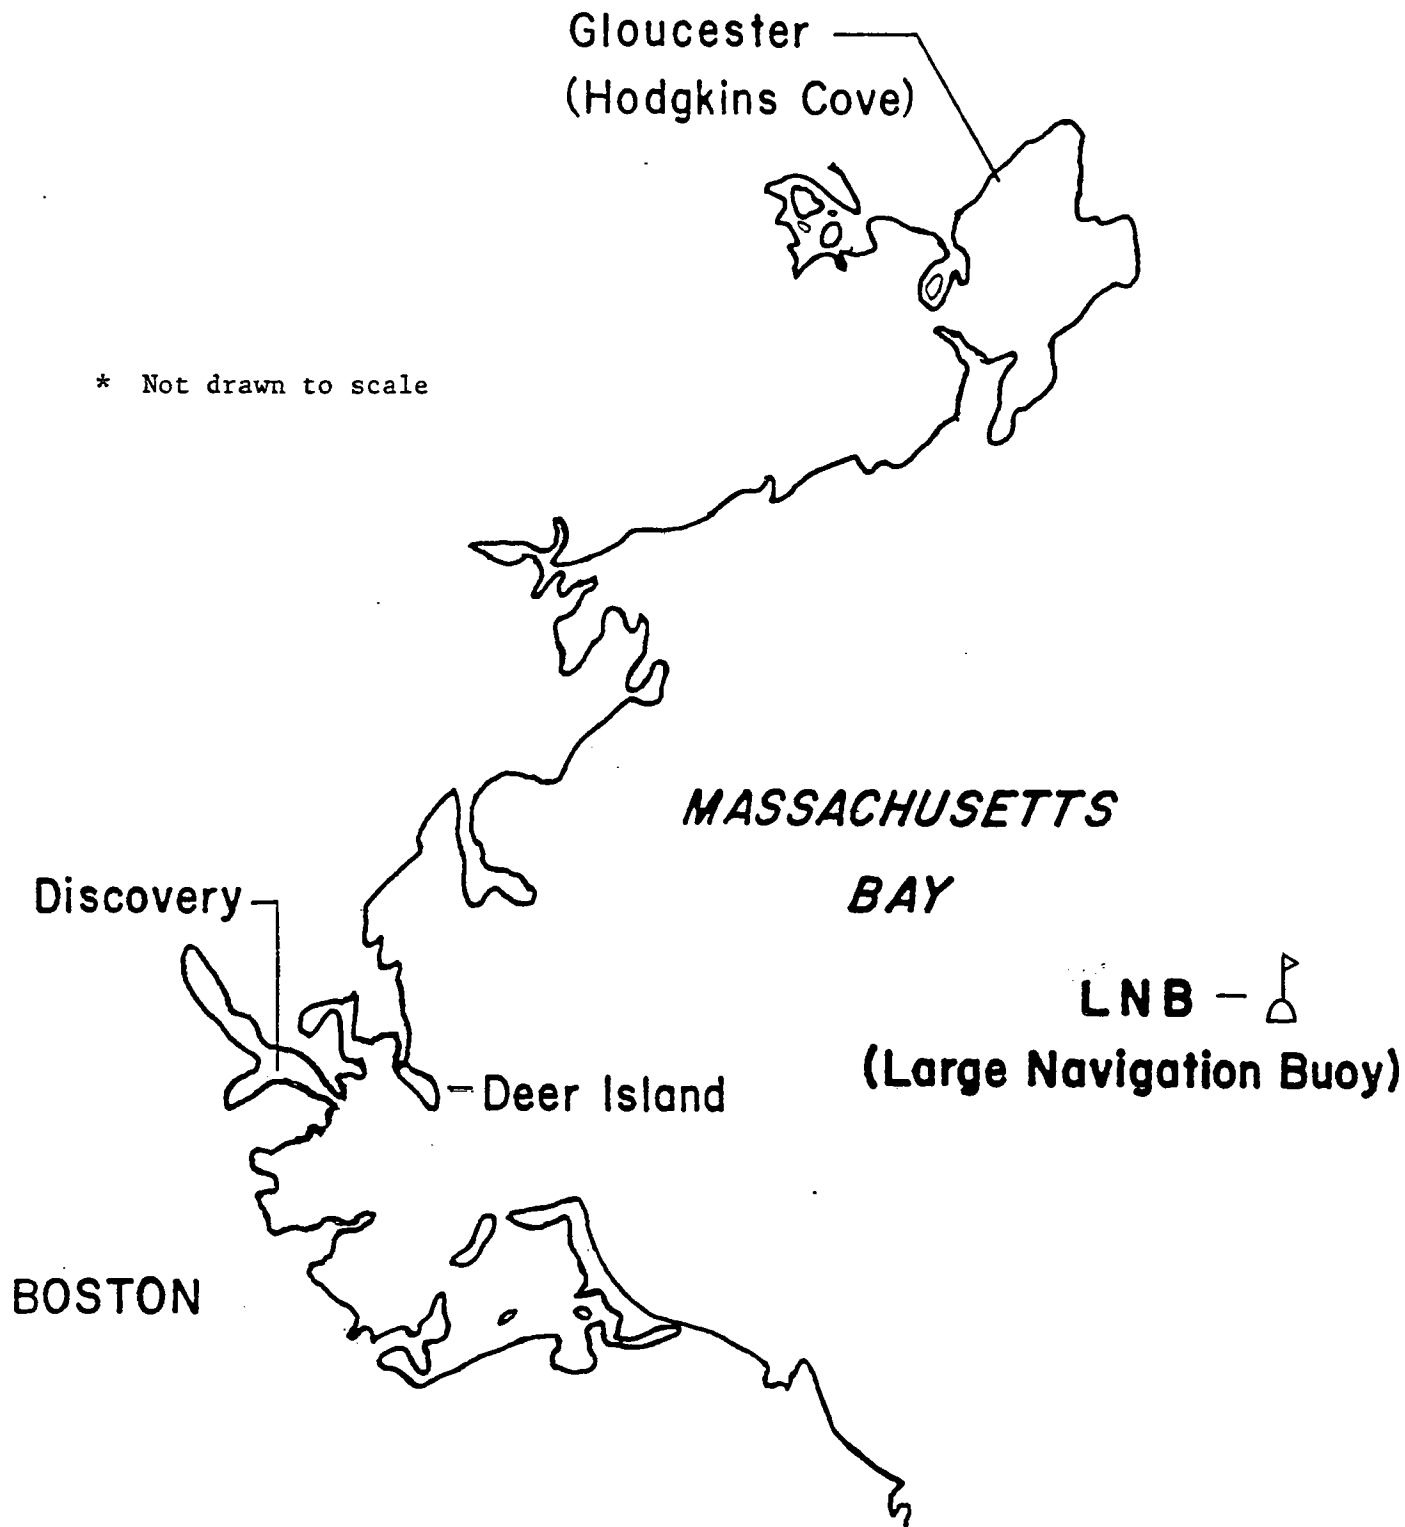 Gloucester
(Hodgkins Cove)
* Not drawn to scale
MASSACHUSETTS
BAY
Discovery
LNB
(Large Navigation Buoy)
Deer Island
BOSTON